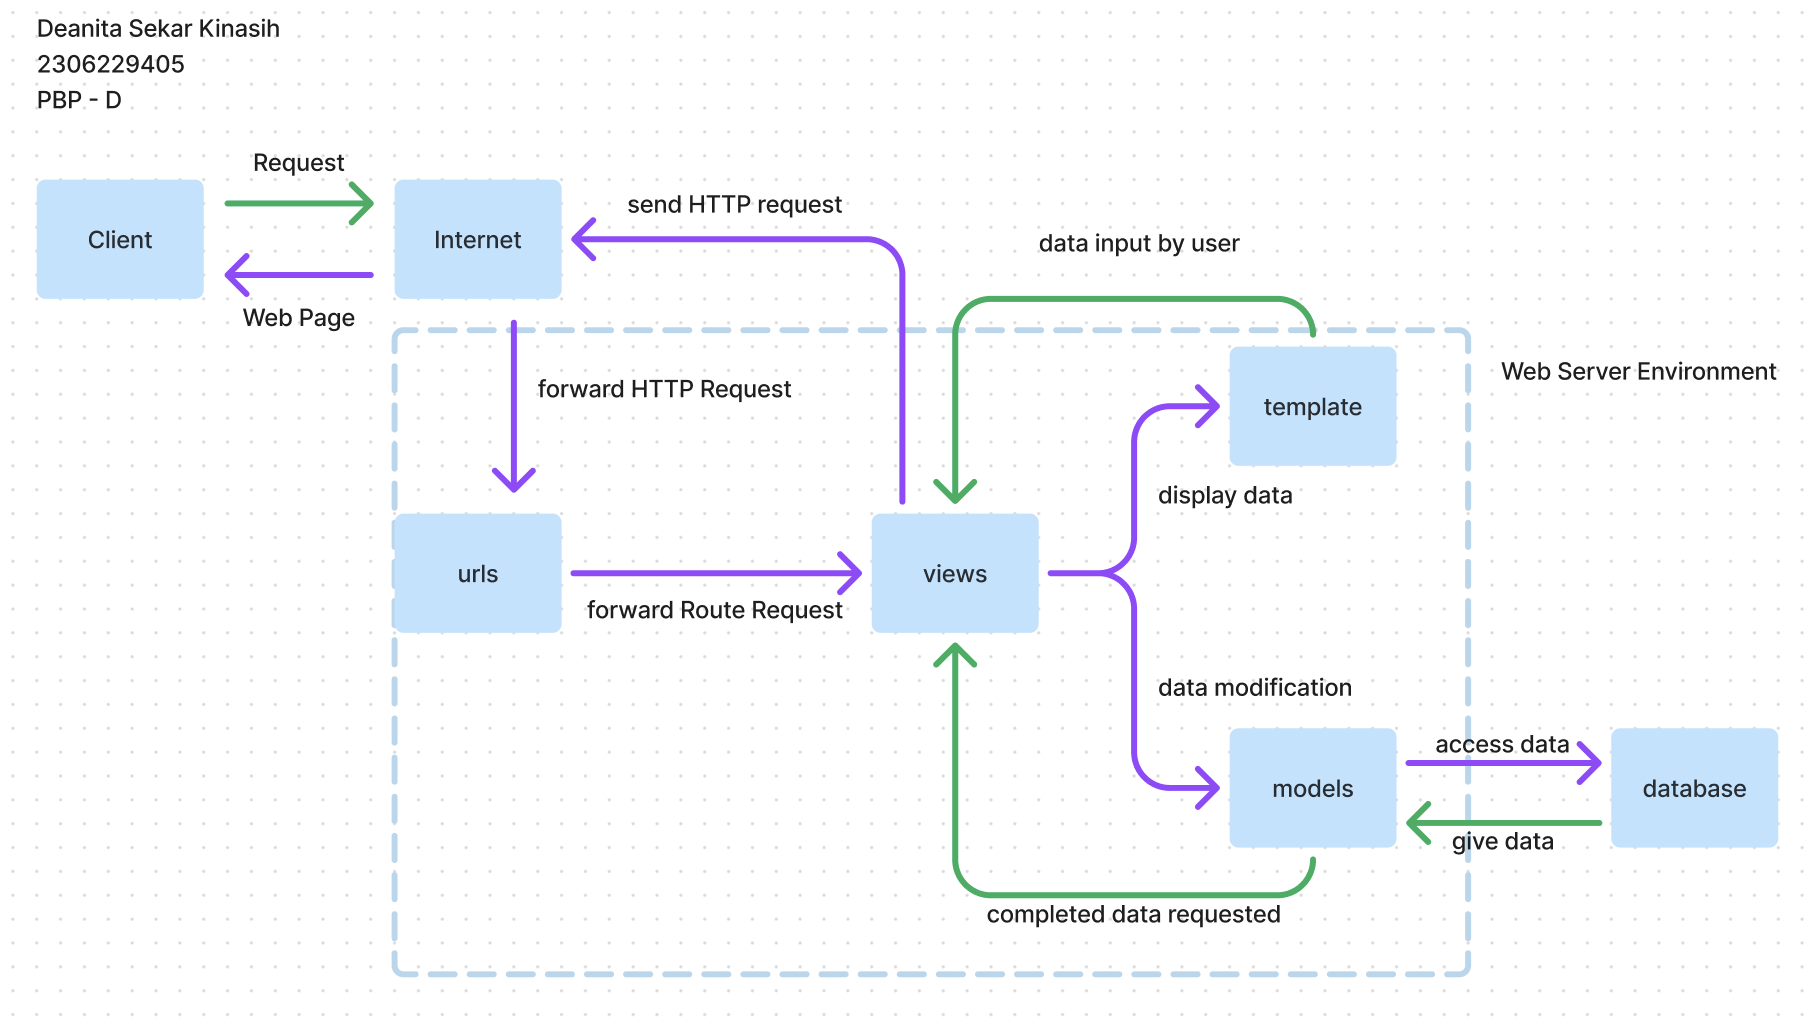 Deanita Sekar Kinasih
2306229405
PBP - D
Request
Client
Internet
send HTTP request
data input by user
Web Page
forward HTTP Request
template
Web Server Environment
display data
urls
views
forward Route Request
data modification
access data
models
database
give data
completed data requested